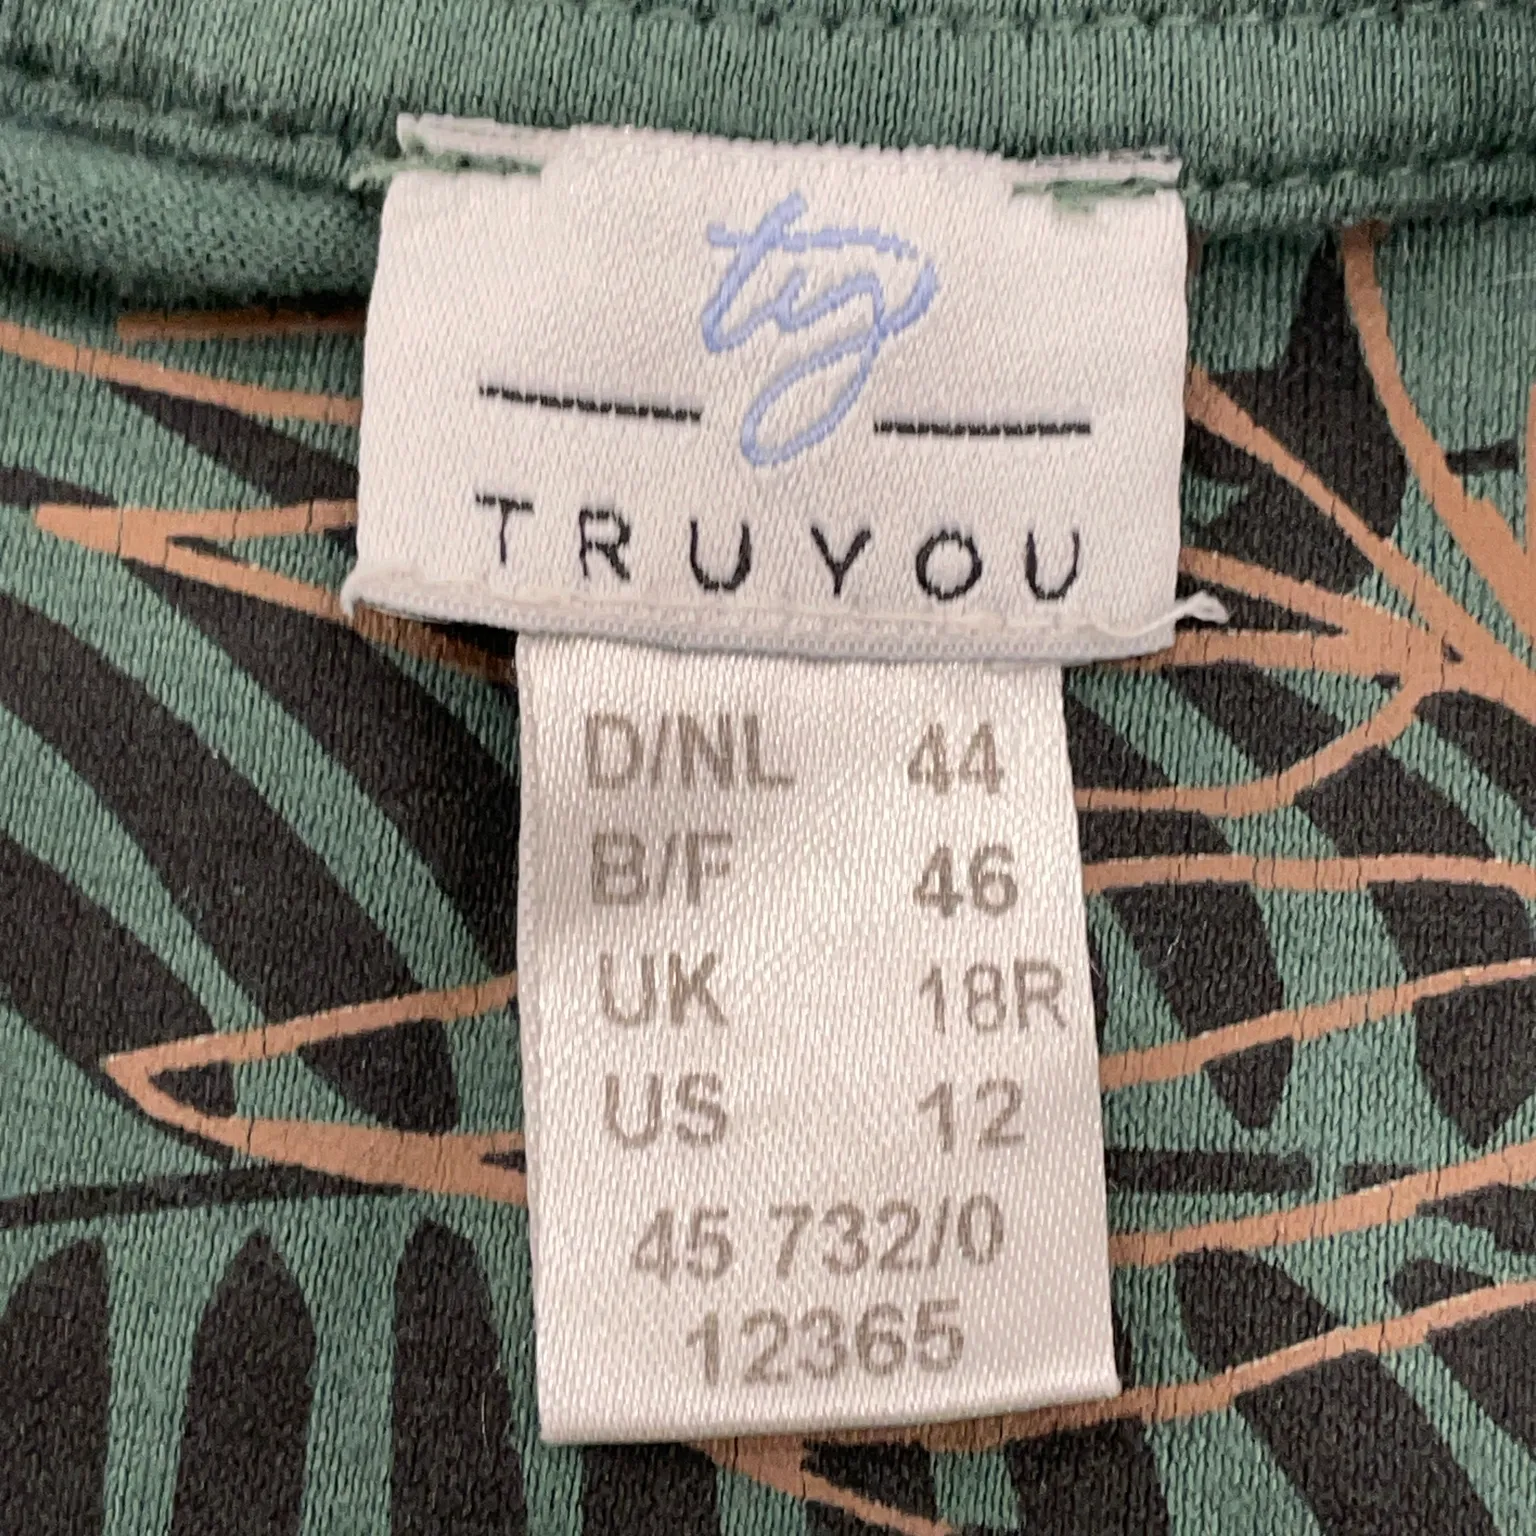 ty
TRUYOU
D/NL 44
B/F 46
UK 18R
US 12
45 732/0
12365